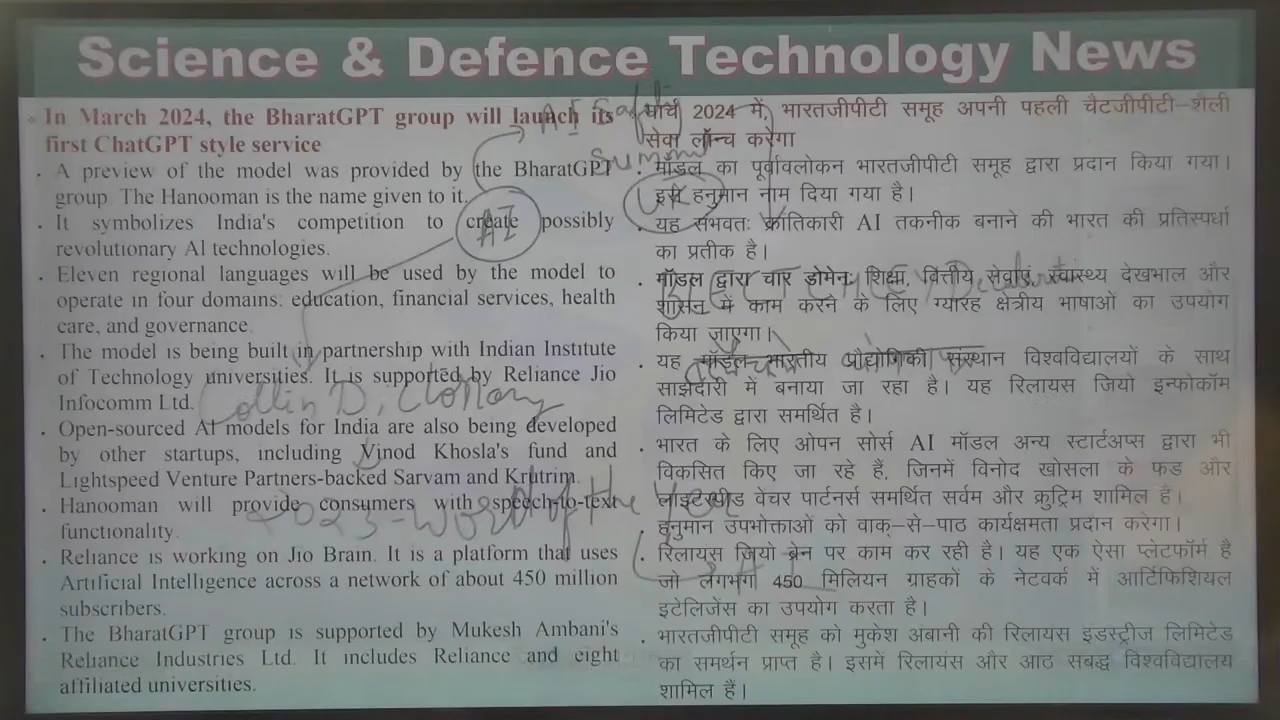 Science & Defence Technology News
In March 2024, the BharatGPT group will launch its
first ChatGPT style service
A preview of the model was provided by the BharatGPT
group. The Hanooman is the name given to it.
It symbolizes India's competition to create possibly
revolutionary AI technologies.
Eleven regional languages will be used by the model to
operate in four domains: education, financial services, health
care, and governance.
The model is being built in partnership with Indian Institute
of Technology universities. It is supported by Reliance Jio
Infocomm Ltd.
Open-sourced AI models for India are also being developed
by other startups, including Vinod Khosla's fund and
Lightspeed Venture Partners-backed Sarvam and Krutrim.
Hanooman will provide consumers with speech-to-text
functionality.
Reliance is working on Jio Brain. It is a platform that uses
Artificial Intelligence across a network of about 450 million
subscribers.
The BharatGPT group is supported by Mukesh Ambani's
Reliance Industries Ltd. It includes Reliance and eight
affiliated universities.
मार्च 2024 में, भारतजीपीटी समूह अपनी पहली चैटजीपीटी-शैली
सेवा लॉन्च करेगा
मॉडल का पूर्वावलोकन भारतजीपीटी समूह द्वारा प्रदान किया गया।
इसे हनुमान नाम दिया गया है।
यह संभवतः क्रांतिकारी AI तकनीक बनाने की भारत की प्रतिस्पर्धा
का प्रतीक है।
मॉडल द्वारा चार डोमेन: शिक्षा, वित्तीय सेवाएं, स्वास्थ्य देखभाल और
शासन में काम करने के लिए ग्यारह क्षेत्रीय भाषाओं का उपयोग
किया जाएगा।
यह मॉडल भारतीय प्रौद्योगिकी संस्थान विश्वविद्यालयों के साथ
साझेदारी में बनाया जा रहा है। यह रिलायंस जियो इन्फोकॉम
लिमिटेड द्वारा समर्थित है।
भारत के लिए ओपन सोर्स AI मॉडल अन्य स्टार्टअप्स द्वारा भी
विकसित किए जा रहे हैं, जिनमें विनोद खोसला के फंड और
लाइटस्पीड वेंचर पार्टनर्स समर्थित सर्वम और क्रुट्रिम शामिल हैं।
हनुमान उपभोक्ताओं को वाक्-से-पाठ कार्यक्षमता प्रदान करेगा।
रिलायंस जियो ब्रेन पर काम कर रही है। यह एक ऐसा प्लेटफॉर्म है
जो लगभग 450 मिलियन ग्राहकों के नेटवर्क में आर्टिफिशियल
इंटेलिजेंस का उपयोग करता है।
भारतजीपीटी समूह को मुकेश अंबानी की रिलायंस इंडस्ट्रीज लिमिटेड
का समर्थन प्राप्त है। इसमें रिलायंस और आठ संबद्ध विश्वविद्यालय
शामिल हैं।
AI Safety
Summit
UK
AI
Collin Dictionary
2023-Word of the Year